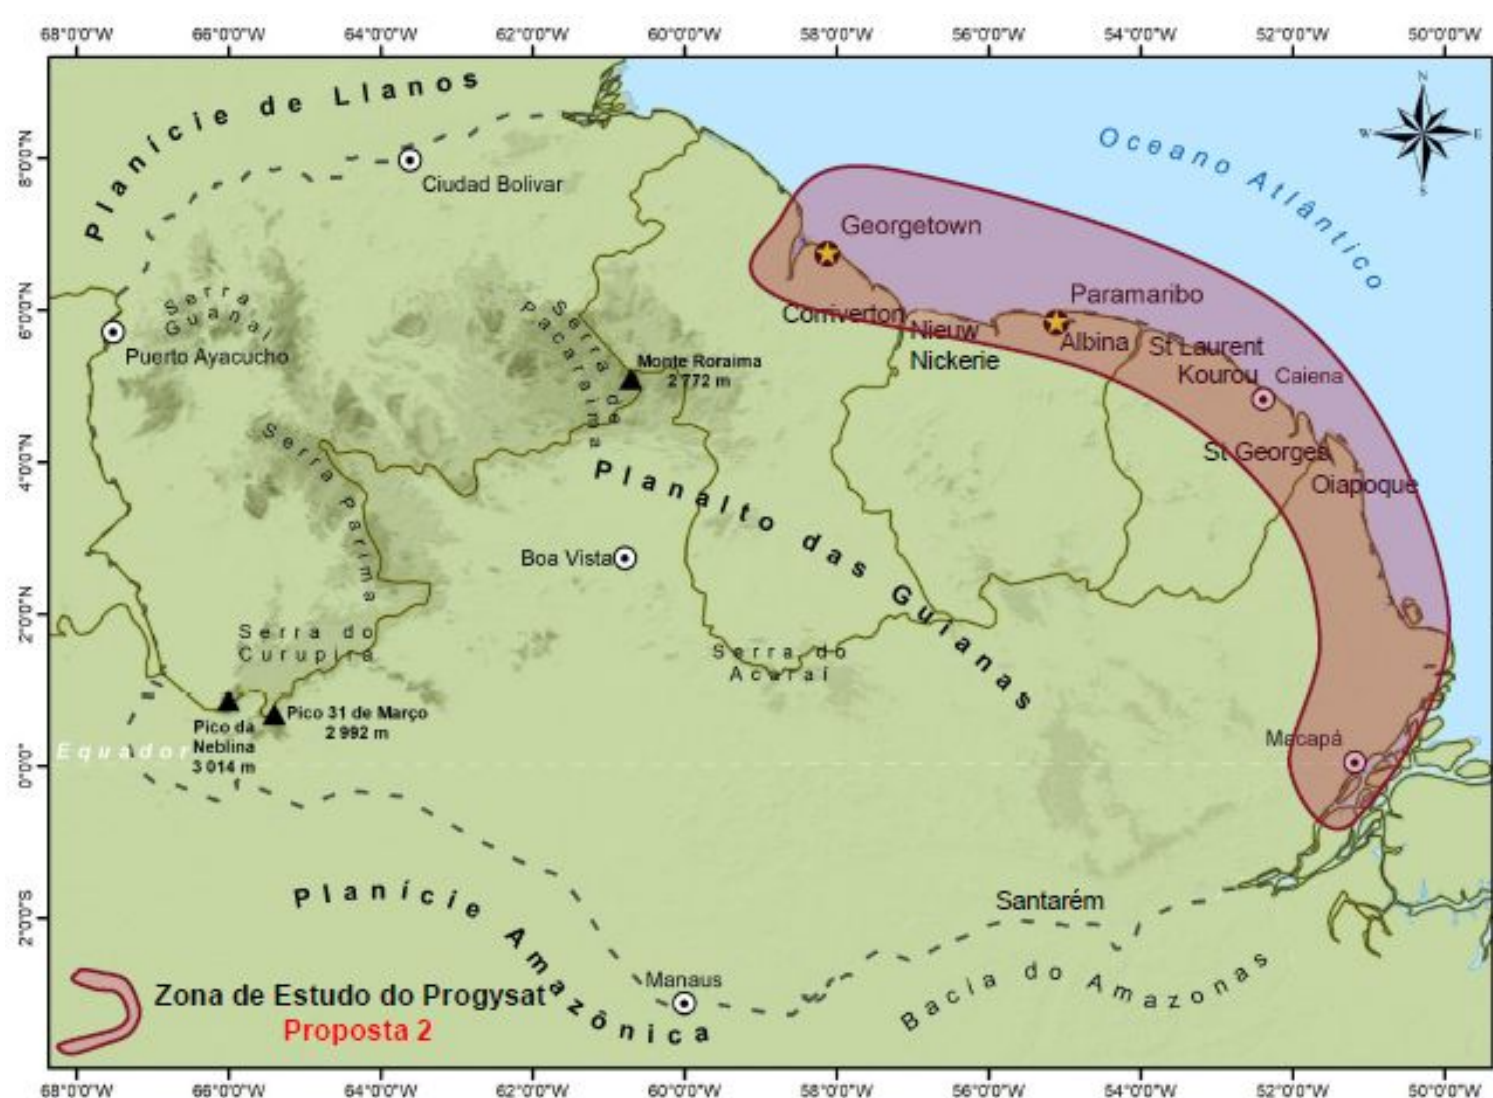 68°0'0"W 66°0'0"W 64°0'0"W 62°0'0"W 60°0'0"W 58°0'0"W 56°0'0"W 54°0'0"W 52°0'0"W 50°0'0"W
Planície de Llanos
N
W E
S
Oceano Atlântico
8°0'0"N
Ciudad Bolivar
Georgetown
6°0'0"N
Serra
Guanai
Serra de
Pacaraima
Paramaribo
Corriverton
Nieuw
Nickerie
Albina
St Laurent
Kourou
Caiena
Puerto Ayacucho
Monte Roraima
2 772 m
4°0'0"N
Serra Parima
Planalto das Guianas
St Georges
Oiapoque
Boa Vista
2°0'0"N
Serra do
Curupira
Serra do
Acaraí
Pico da
Neblina
3 014 m
Pico 31 de Março
2 992 m
Macapá
Equador
0°0'0"
2°0'0"S
Planície Amazônica
Santarém
Manaus
Bacia do Amazonas
Zona de Estudo do Progysat
Proposta 2
68°0'0"W 66°0'0"W 64°0'0"W 62°0'0"W 60°0'0"W 58°0'0"W 56°0'0"W 54°0'0"W 52°0'0"W 50°0'0"W